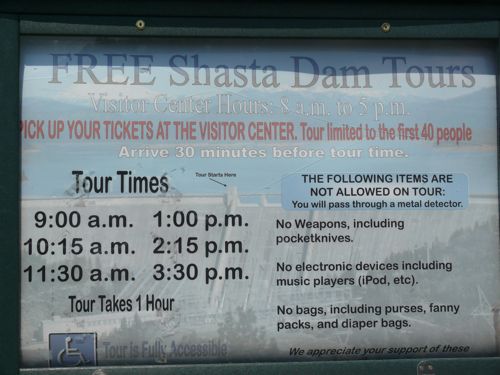 FREE Shasta Dam Tours
Visitor Center Hours: 8 a.m. to 5 p.m.
PICK UP YOUR TICKETS AT THE VISITOR CENTER. Tour limited to the first 40 people
Arrive 30 minutes before tour time.
Tour Times
Tour Starts Here
9:00 a.m. 1:00 p.m.
10:15 a.m. 2:15 p.m.
11:30 a.m. 3:30 p.m.
Tour Takes 1 Hour
Tour is Fully Accessible
THE FOLLOWING ITEMS ARE
NOT ALLOWED ON TOUR:
You will pass through a metal detector.
No Weapons, including
pocketknives.
No electronic devices including
music players (iPod, etc).
No bags, including purses, fanny
packs, and diaper bags.
We appreciate your support of these